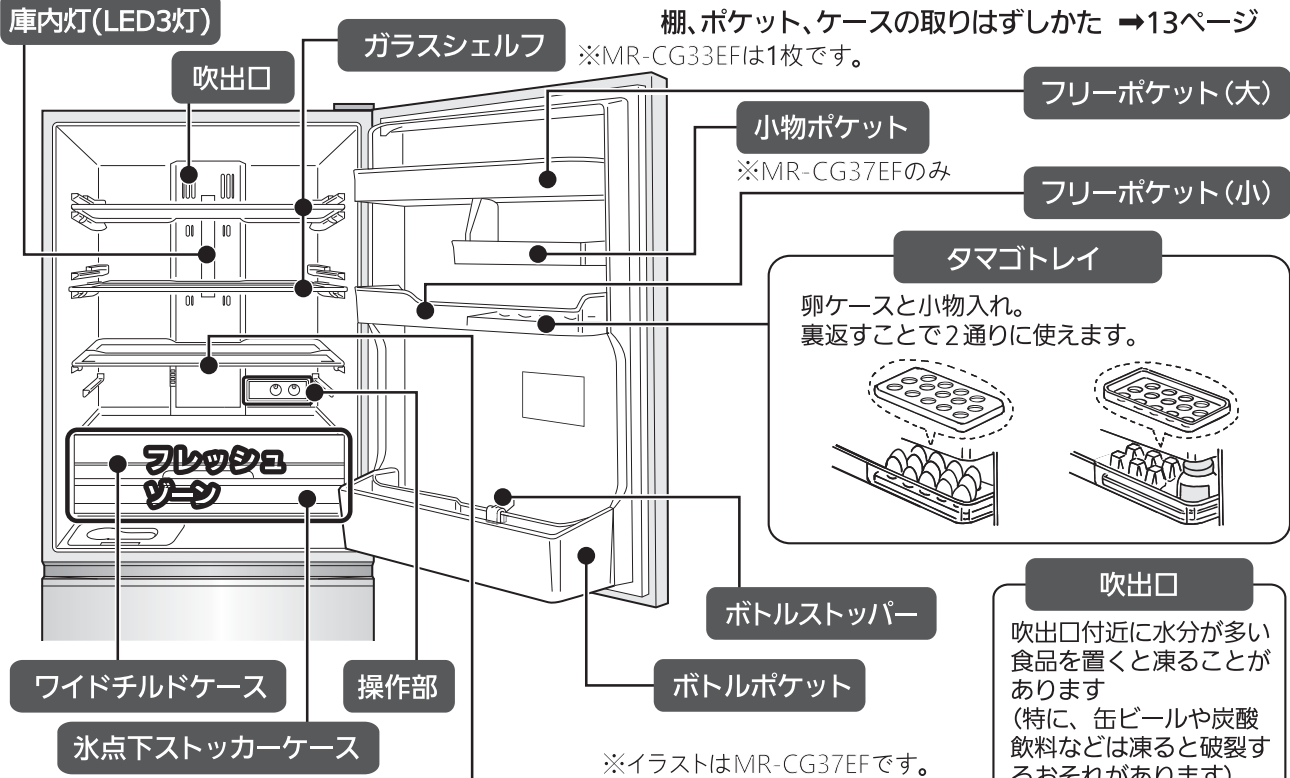 庫内灯(LED3灯)
棚、ポケット、ケースの取りはずしかた ➡13ページ
ガラスシェルフ
※MR-CG33EFは1枚です。
吹出口
フリーポケット(大)
小物ポケット
※MR-CG37EFのみ
フリーポケット(小)
タマゴトレイ
卵ケースと小物入れ。
裏返すことで2通りに使えます。
フレッシュ
ゾーン
吹出口
吹出口付近に水分が多い
食品を置くと凍ることが
あります
(特に、缶ビールや炭酸
飲料などは凍ると破裂す
るおそれがあります)
ボトルストッパー
ワイドチルドケース
操作部
ボトルポケット
氷点下ストッカーケース
※イラストはMR-CG37EFです。